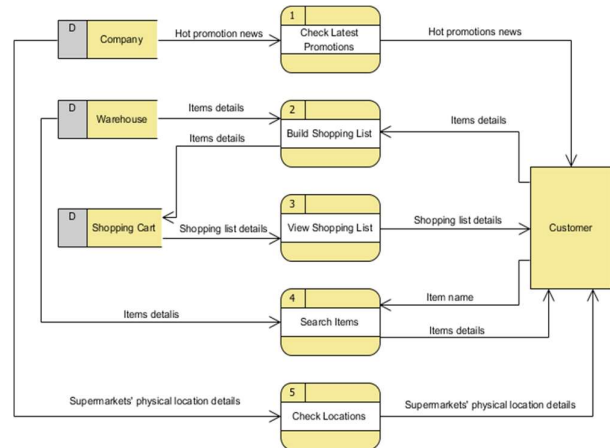 1
D
Company
Hot promotion news
Check Latest
Promotions
Hot promotions news
D
Warehouse
Items details
2
Build Shopping List
Items details
Items details
D
Shopping Cart
Shopping list details
3
View Shopping List
Shopping list details
Customer
4
Item name
Items detalis
Search Items
Items details
5
Supermarkets' physical location details
Check Locations
Supermarkets' physical location details